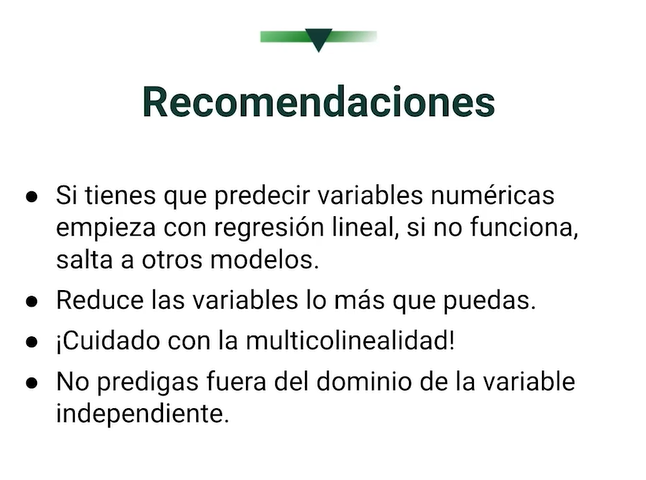 Recomendaciones
● Si tienes que predecir variables numéricas
empieza con regresión lineal, si no funciona,
salta a otros modelos.
● Reduce las variables lo más que puedas.
● ¡Cuidado con la multicolinealidad!
● No predigas fuera del dominio de la variable
independiente.